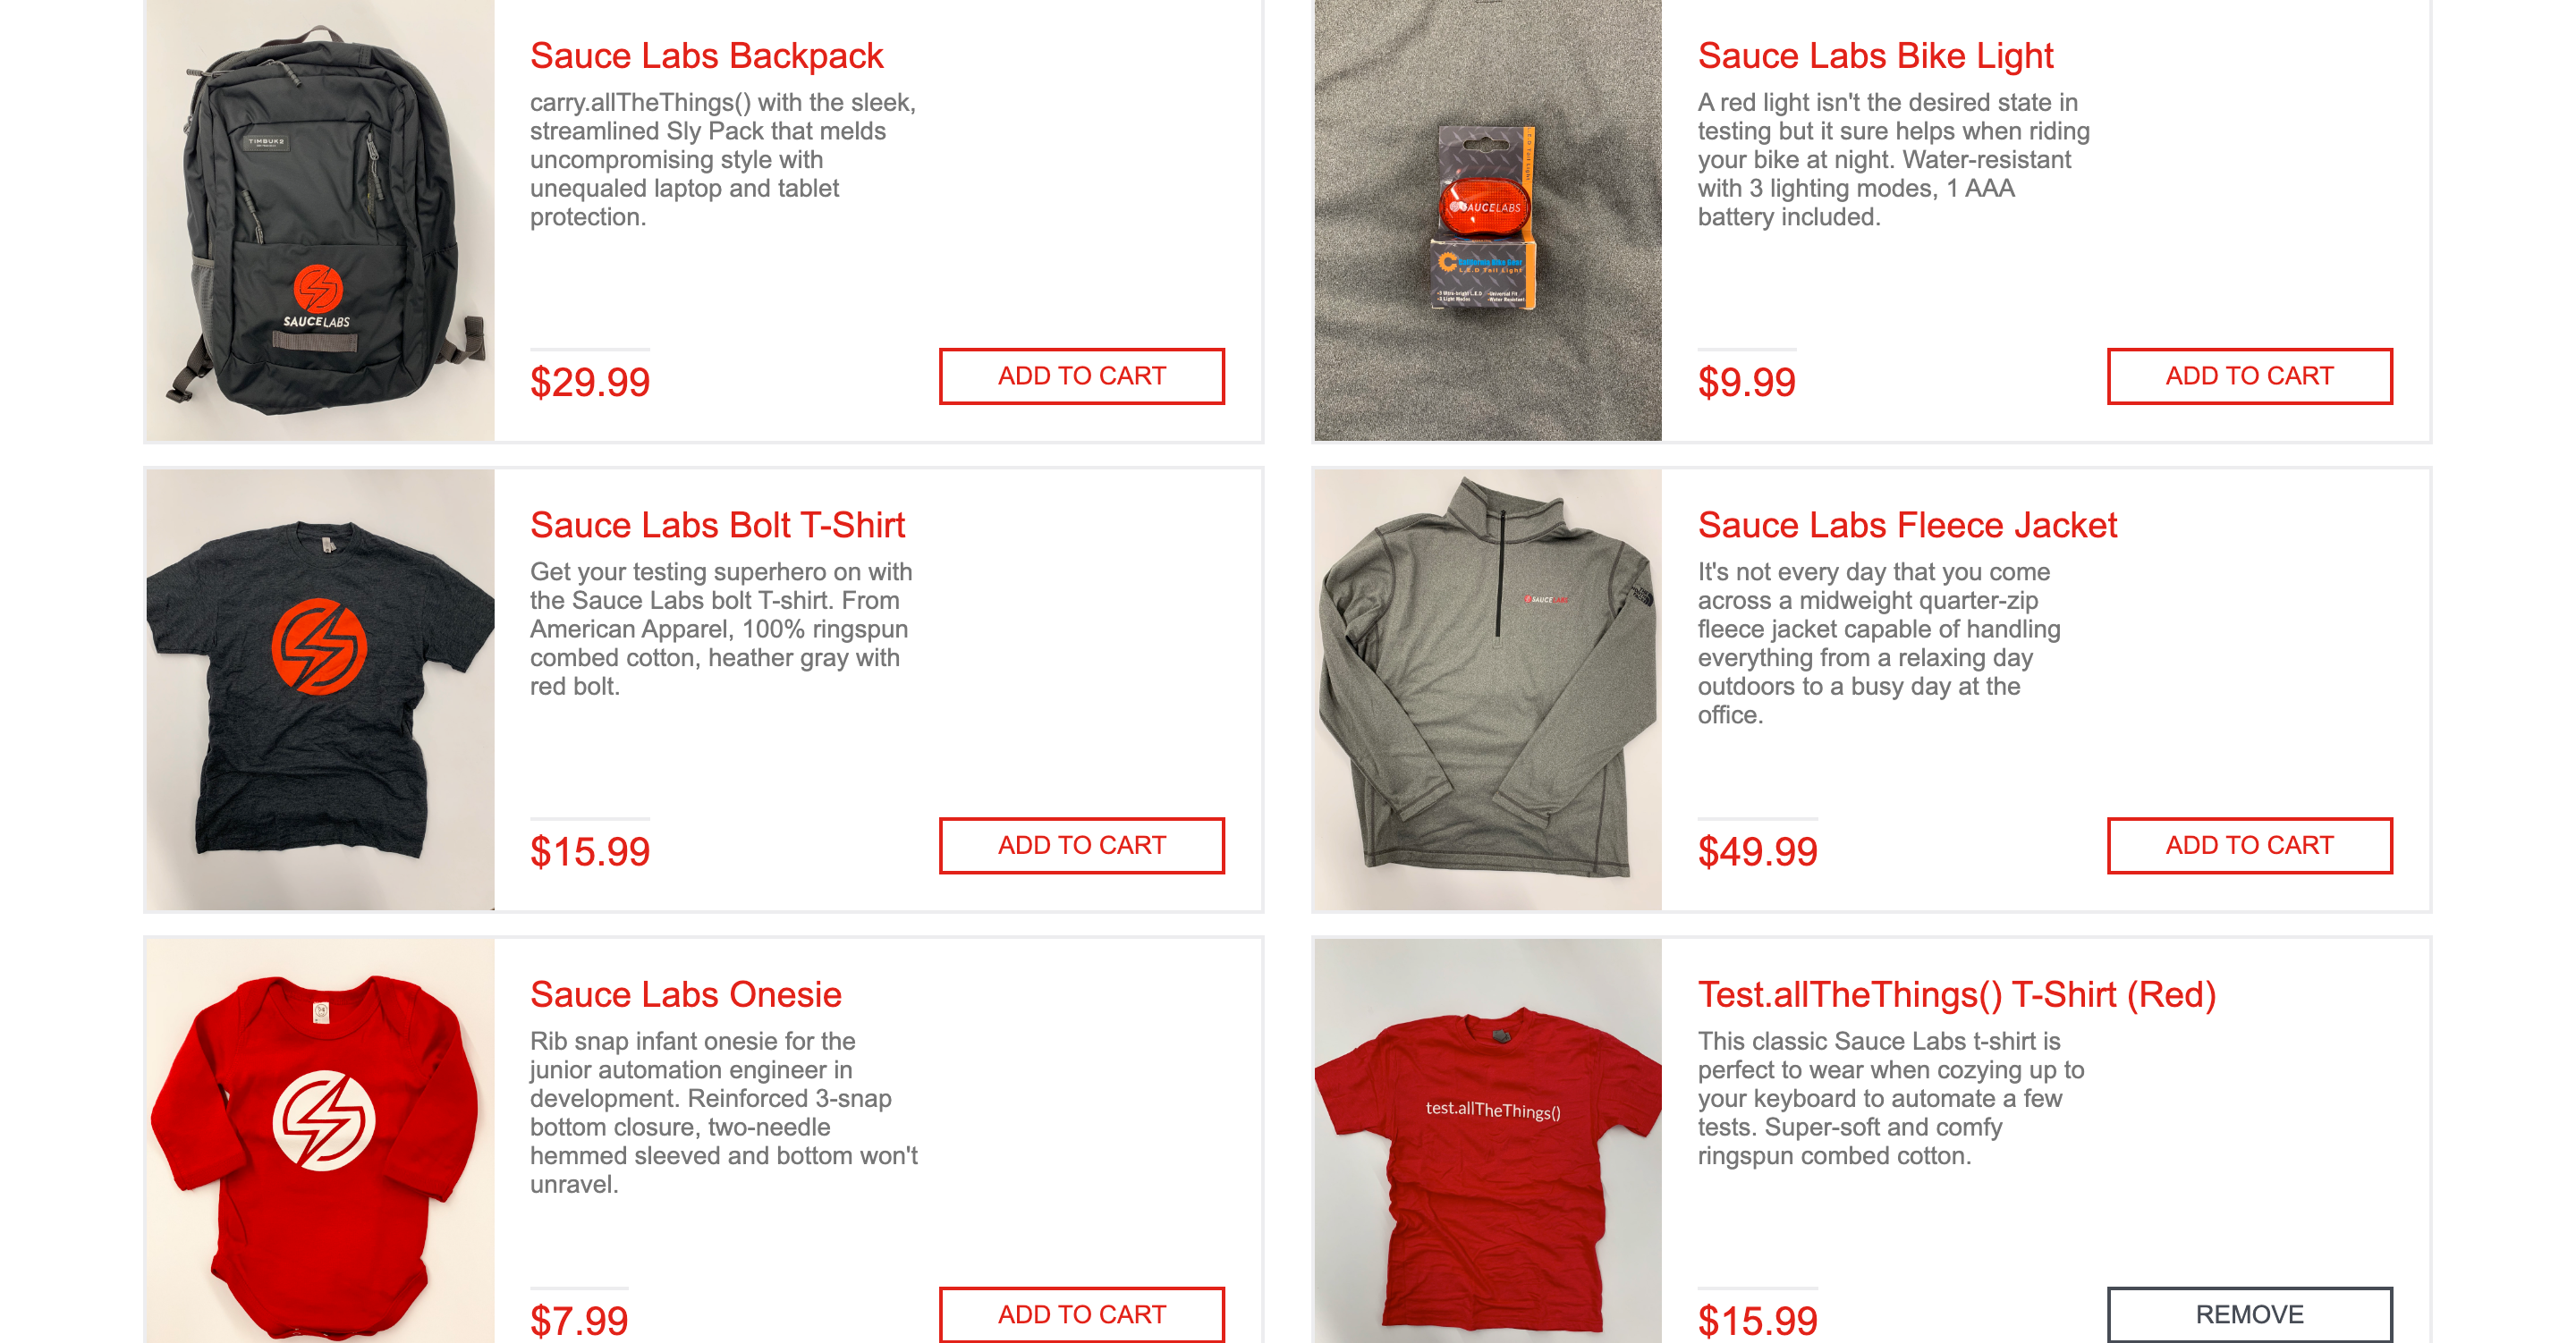 Sauce Labs Backpack
carry.allTheThings() with the sleek,
streamlined Sly Pack that melds
uncompromising style with
unequaled laptop and tablet
protection.
TIMBUK2
SAUCELABS
$29.99
ADD TO CART
Sauce Labs Bike Light
A red light isn't the desired state in
testing but it sure helps when riding
your bike at night. Water-resistant
with 3 lighting modes, 1 AAA
battery included.
SAUCELABS
L.E.D Tail Light
$9.99
ADD TO CART
Sauce Labs Bolt T-Shirt
Get your testing superhero on with
the Sauce Labs bolt T-shirt. From
American Apparel, 100% ringspun
combed cotton, heather gray with
red bolt.
$15.99
ADD TO CART
Sauce Labs Fleece Jacket
It's not every day that you come
across a midweight quarter-zip
fleece jacket capable of handling
everything from a relaxing day
outdoors to a busy day at the
office.
SAUCELABS
$49.99
ADD TO CART
Sauce Labs Onesie
Rib snap infant onesie for the
junior automation engineer in
development. Reinforced 3-snap
bottom closure, two-needle
hemmed sleeved and bottom won't
unravel.
$7.99
ADD TO CART
Test.allTheThings() T-Shirt (Red)
This classic Sauce Labs t-shirt is
perfect to wear when cozying up to
your keyboard to automate a few
tests. Super-soft and comfy
ringspun combed cotton.
test.allTheThings()
$15.99
REMOVE